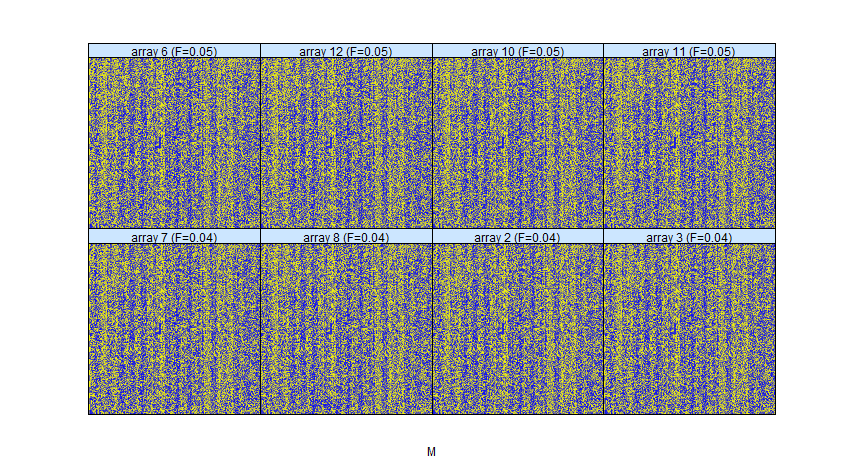 array 6 (F=0.05) array 12 (F=0.05) array 10 (F=0.05) array 11 (F=0.05)
array 7 (F=0.04) array 8 (F=0.04) array 2 (F=0.04) array 3 (F=0.04)
M